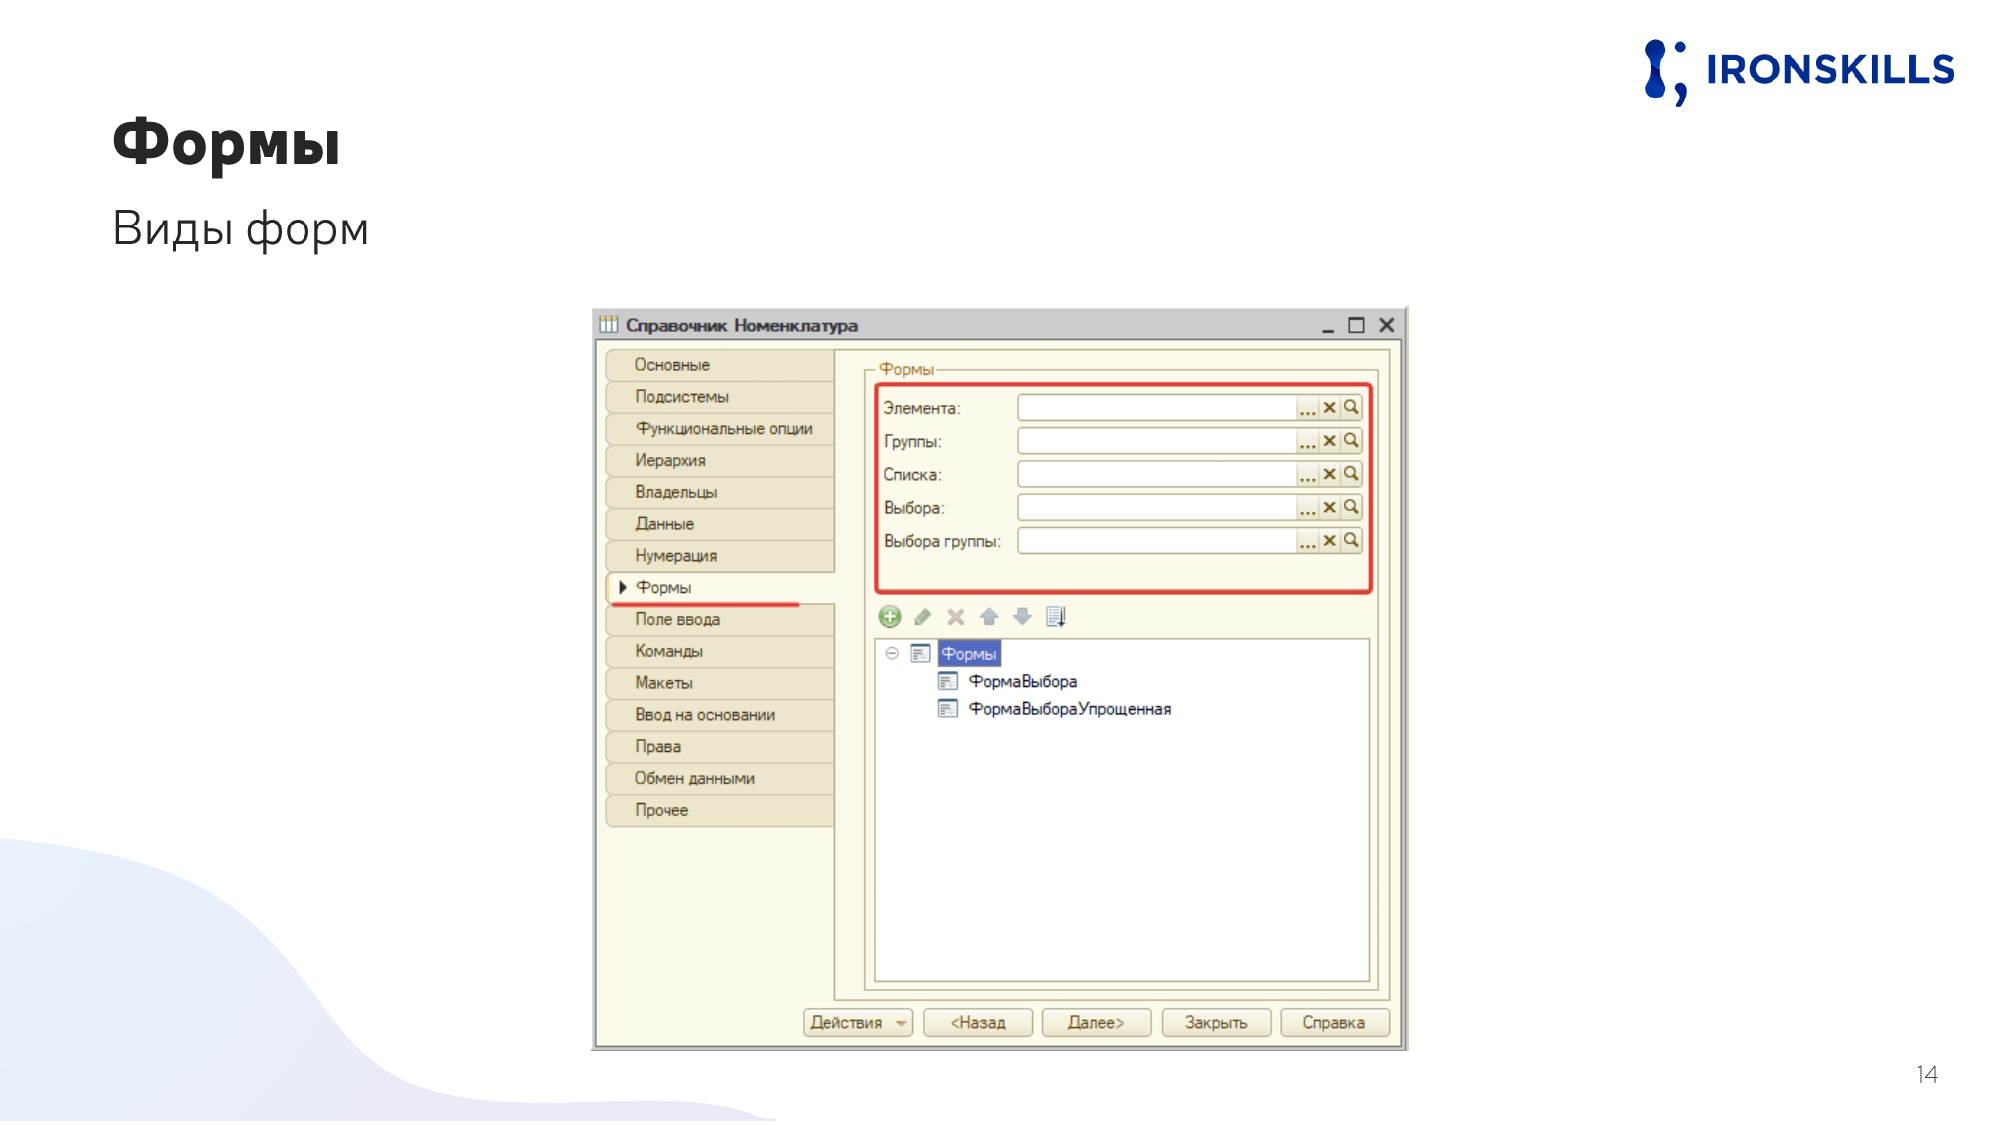 IRONSKILLS
Формы
Виды форм
Справочник Номенклатура
Основные
Подсистемы
Функциональные опции
Иерархия
Владельцы
Данные
Нумерация
Формы
Поле ввода
Команды
Макеты
Ввод на основании
Права
Обмен данными
Прочее
Формы
Элемента:
Группы:
Списка:
Выбора:
Выбора группы:
Формы
ФормаВыбора
ФормаВыбораУпрощенная
Действия <Назад Далее> Закрыть Справка
14